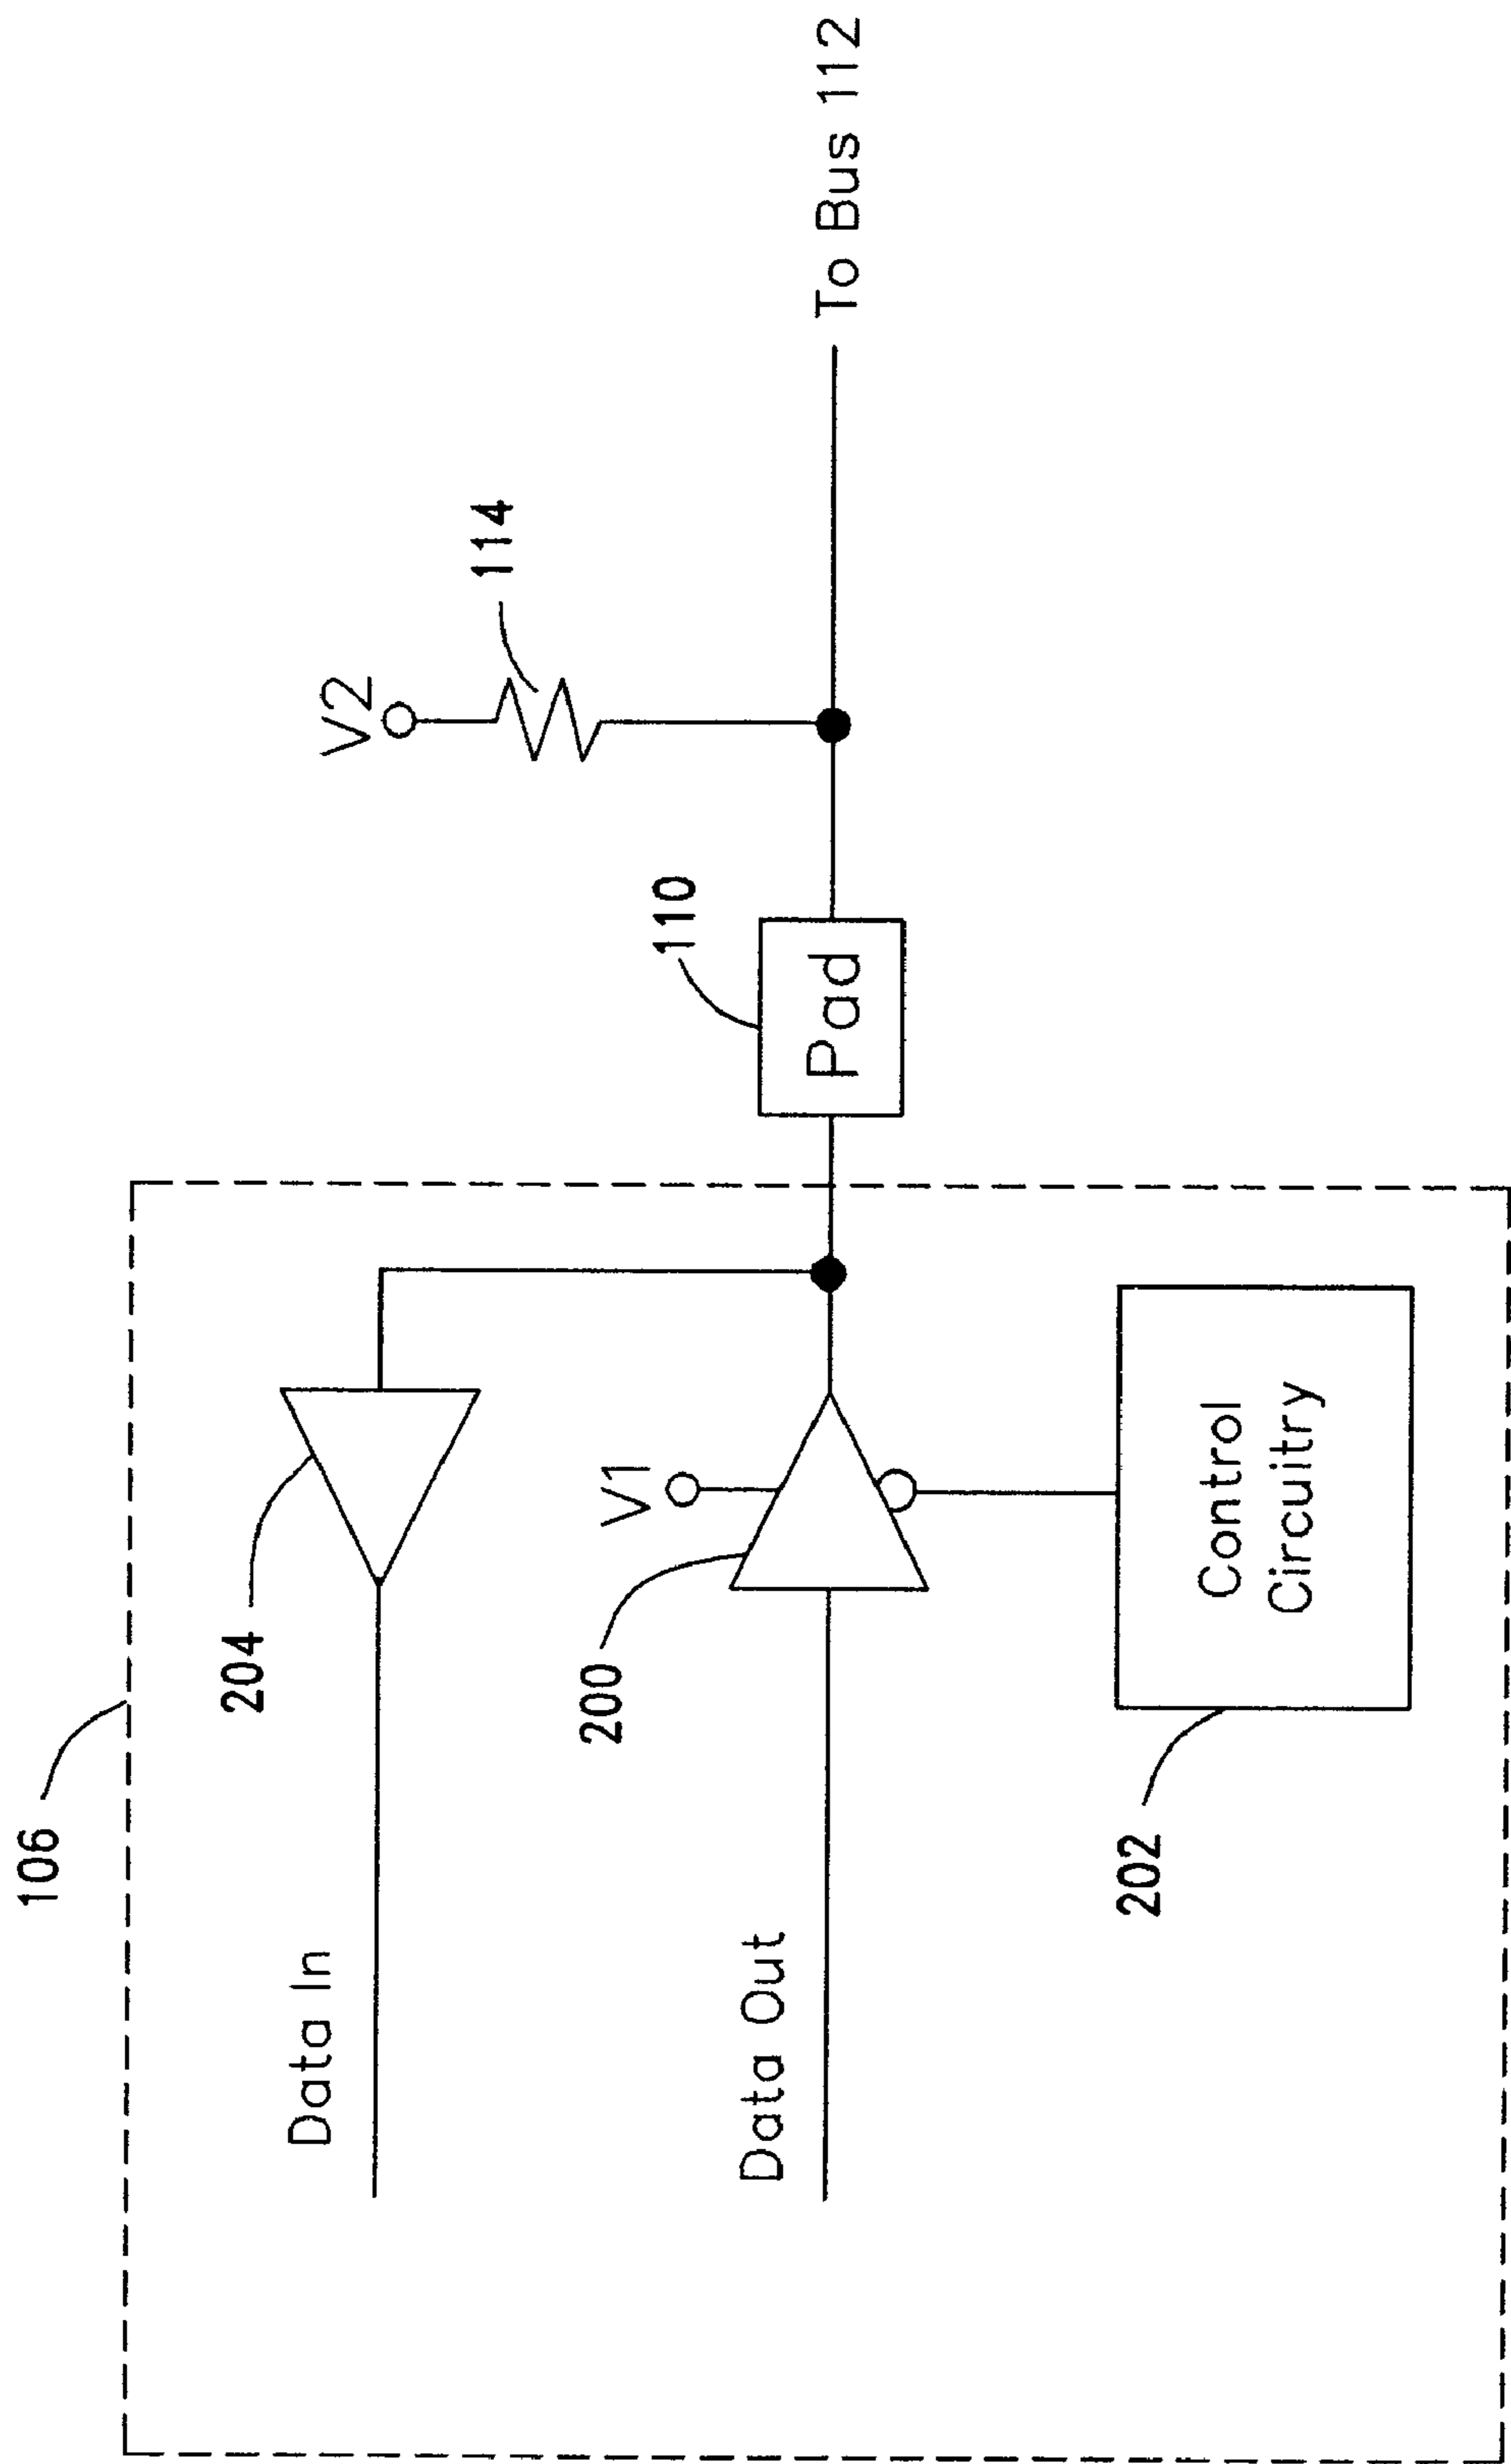 106
Data In
204
V2
114
Data Out
200
V1
110
Pad
To Bus 112
202
Control
Circuitry